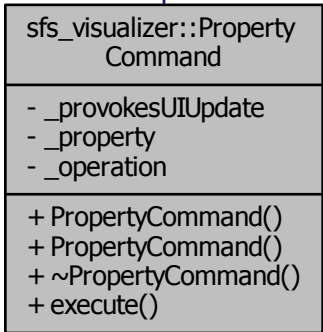 sfs_visualizer::Property
Command
- _provokesUIUpdate
- _property
- _operation
+ PropertyCommand()
+ PropertyCommand()
+ ~PropertyCommand()
+ execute()